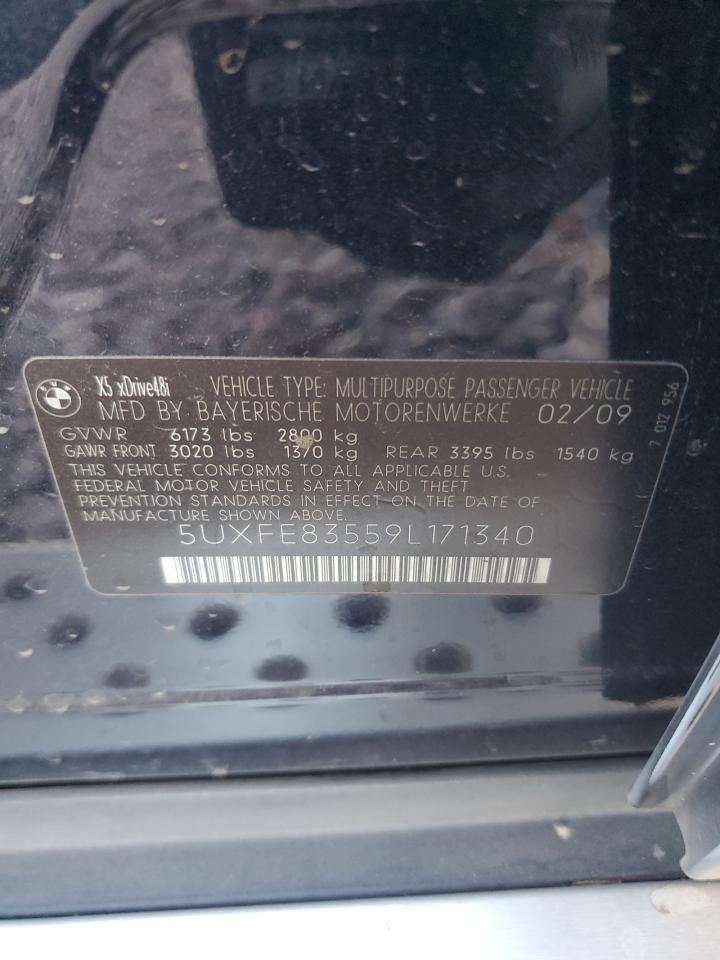 BMW X5 xDrive48i VEHICLE TYPE: MULTIPURPOSE PASSENGER VEHICLE
MFD BY BAYERISCHE MOTORENWERKE 02/09
GVWR 6173 lbs 2800 kg
GAWR FRONT 3020 lbs 1370 kg REAR 3395 lbs 1540 kg
THIS VEHICLE CONFORMS TO ALL APPLICABLE U.S.
FEDERAL MOTOR VEHICLE SAFETY AND THEFT
PREVENTION STANDARDS IN EFFECT ON THE DATE OF
MANUFACTURE SHOWN ABOVE.
5UXFE83559L171340
7 012 956